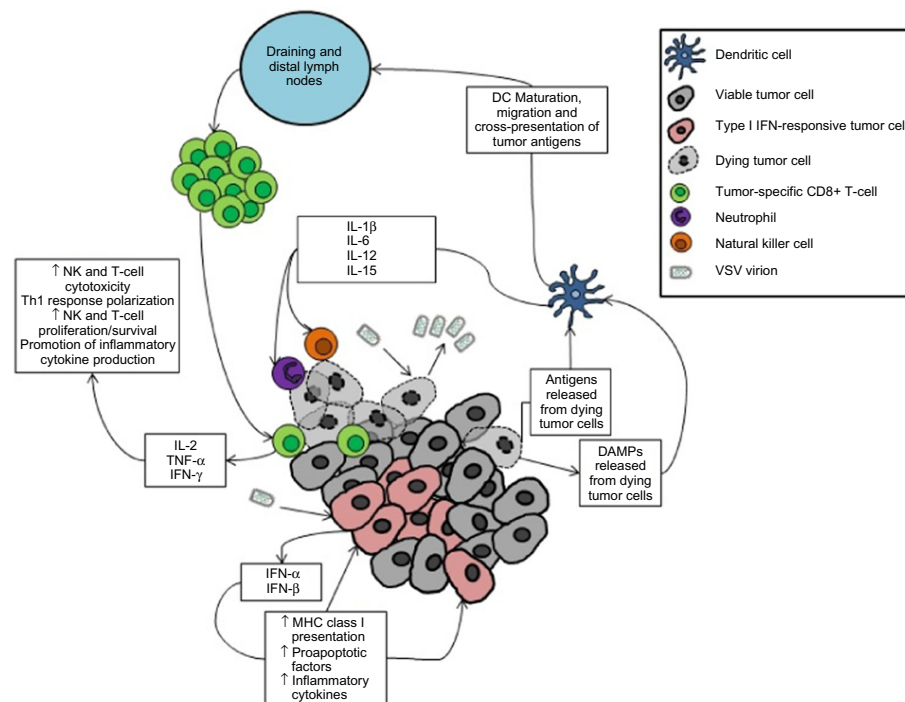 Draining and
distal lymph
nodes
DC Maturation,
migration and
cross-presentation of
tumor antigens
Dendritic cell
Viable tumor cell
Type I IFN-responsive tumor cell
Dying tumor cell
Tumor-specific CD8+ T-cell
Neutrophil
Natural killer cell
VSV virion
IL-1β
IL-6
IL-12
IL-15
↑ NK and T-cell
cytotoxicity
Th1 response polarization
↑ NK and T-cell
proliferation/survival
Promotion of inflammatory
cytokine production
Antigens
released
from dying
tumor cells
DAMPs
released
from dying
tumor cells
IL-2
TNF-α
IFN-γ
IFN-α
IFN-β
↑ MHC class I
presentation
↑ Proapoptotic
factors
↑ Inflammatory
cytokines